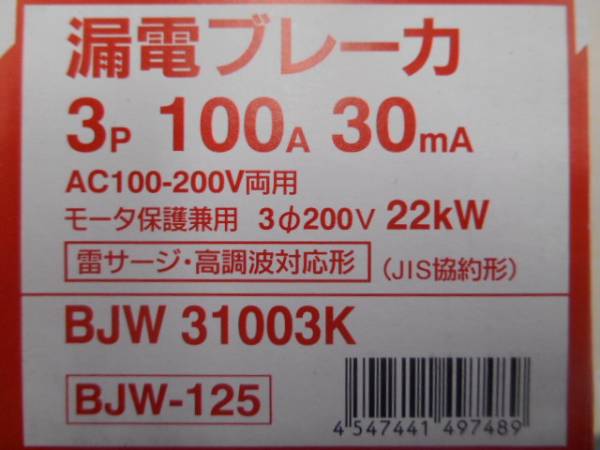 漏電ブレーカ
3P 100A 30mA
AC100-200V両用
モータ保護兼用 3φ200V 22kW
雷サージ・高調波対応形 (JIS協約形)
BJW 31003K
BJW-125
4 547441 497489